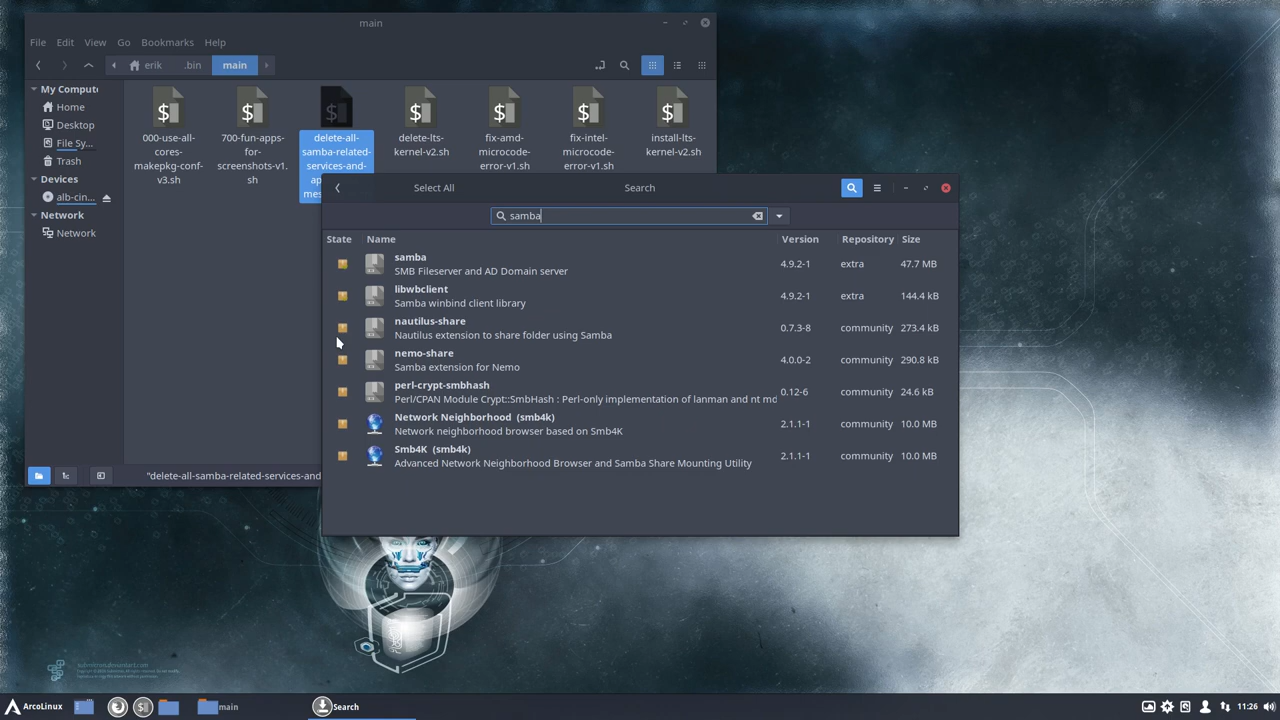 main
File Edit View Go Bookmarks Help
erik .bin main
My Computer
Home
Desktop
File Sy...
Trash
Devices
alb-cin...
Network
Network
000-use-all-
cores-
makepkg-conf-
v3.sh
700-fun-apps-
for-
screenshots-v1.
sh
delete-all-
samba-related-
services-and-
delete-lts-
kernel-v2.sh
fix-amd-
microcode-
error-v1.sh
fix-intel-
microcode-
error-v1.sh
install-lts-
kernel-v2.sh
"delete-all-samba-related-services-and
Select All Search
samba
State Name Version Repository Size
samba
SMB Fileserver and AD Domain server
4.9.2-1 extra 47.7 MB
libwbclient
Samba winbind client library
4.9.2-1 extra 144.4 kB
nautilus-share
Nautilus extension to share folder using Samba
0.7.3-8 community 273.4 kB
nemo-share
Samba extension for Nemo
4.0.0-2 community 290.8 kB
perl-crypt-smbhash
Perl/CPAN Module Crypt::SmbHash : Perl-only implementation of lanman and nt md
0.12-6 community 24.6 kB
Network Neighborhood (smb4k)
Network neighborhood browser based on Smb4K
2.1.1-1 community 10.0 MB
Smb4K (smb4k)
Advanced Network Neighborhood Browser and Samba Share Mounting Utility
2.1.1-1 community 10.0 MB
ArcoLinux main Search 11:26